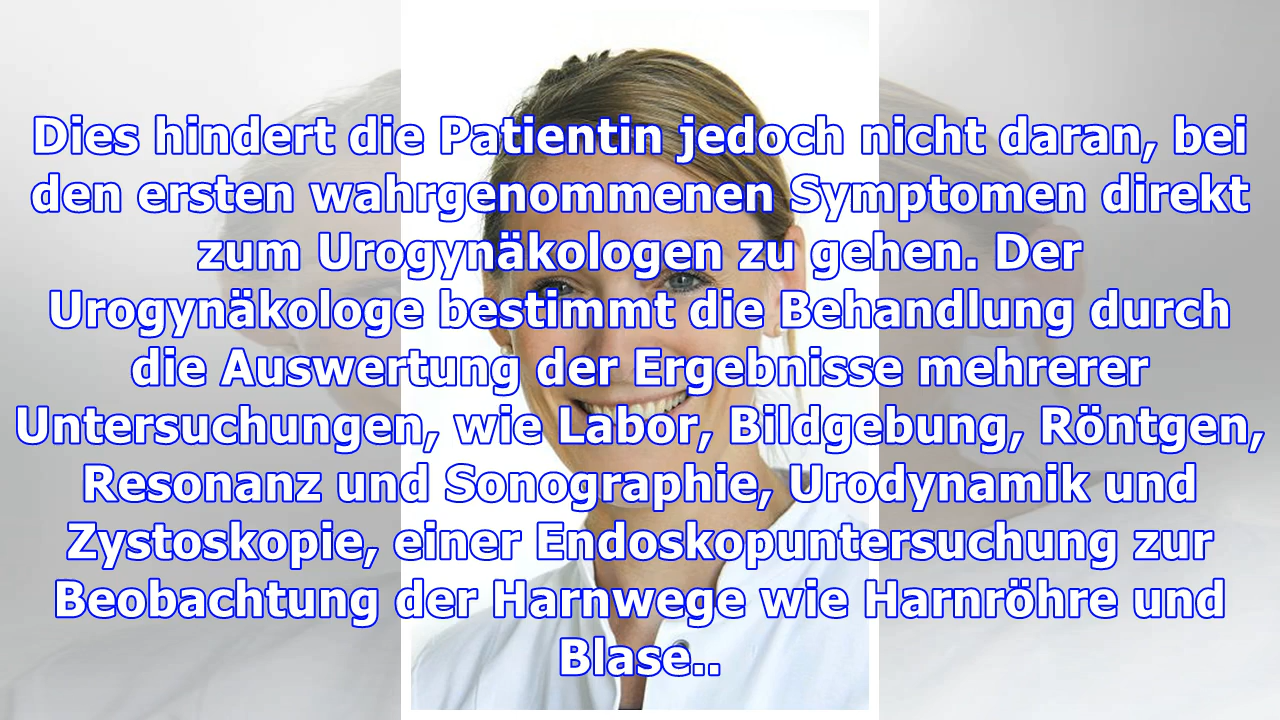 Dies hindert die Patientin jedoch nicht daran, bei
den ersten wahrgenommenen Symptomen direkt
zum Urogynäkologen zu gehen. Der
Urogynäkologe bestimmt die Behandlung durch
die Auswertung der Ergebnisse mehrerer
Untersuchungen, wie Labor, Bildgebung, Röntgen,
Resonanz und Sonographie, Urodynamik und
Zystoskopie, einer Endoskopuntersuchung zur
Beobachtung der Harnwege wie Harnröhre und
Blase..